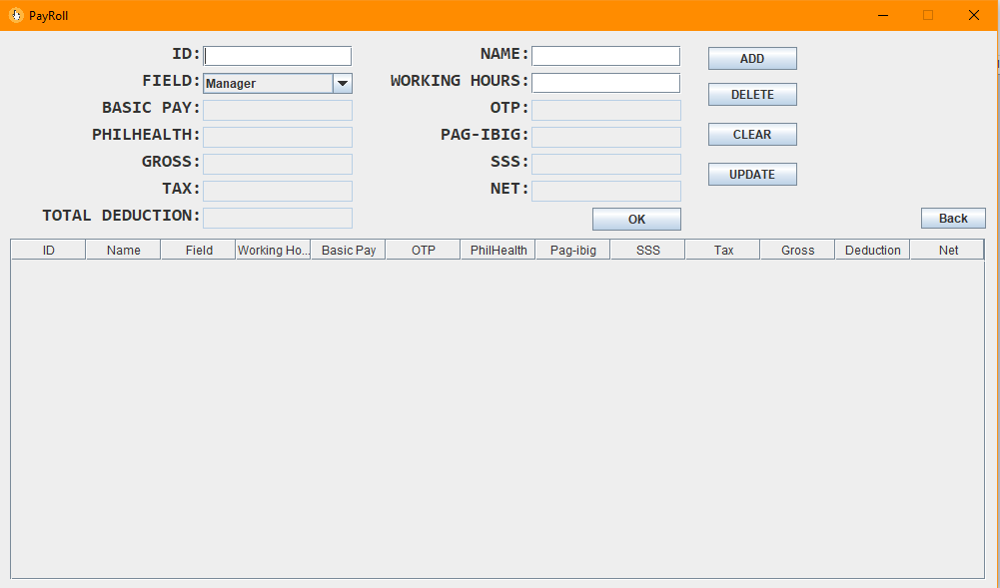 PayRoll
ID: NAME: ADD
FIELD: Manager WORKING HOURS:
BASIC PAY: OTP: DELETE
PHILHEALTH: PAG-IBIG: CLEAR
GROSS: SSS:
TAX: NET: UPDATE
TOTAL DEDUCTION: OK Back
ID Name Field Working Ho... Basic Pay OTP PhilHealth Pag-ibig SSS Tax Gross Deduction Net